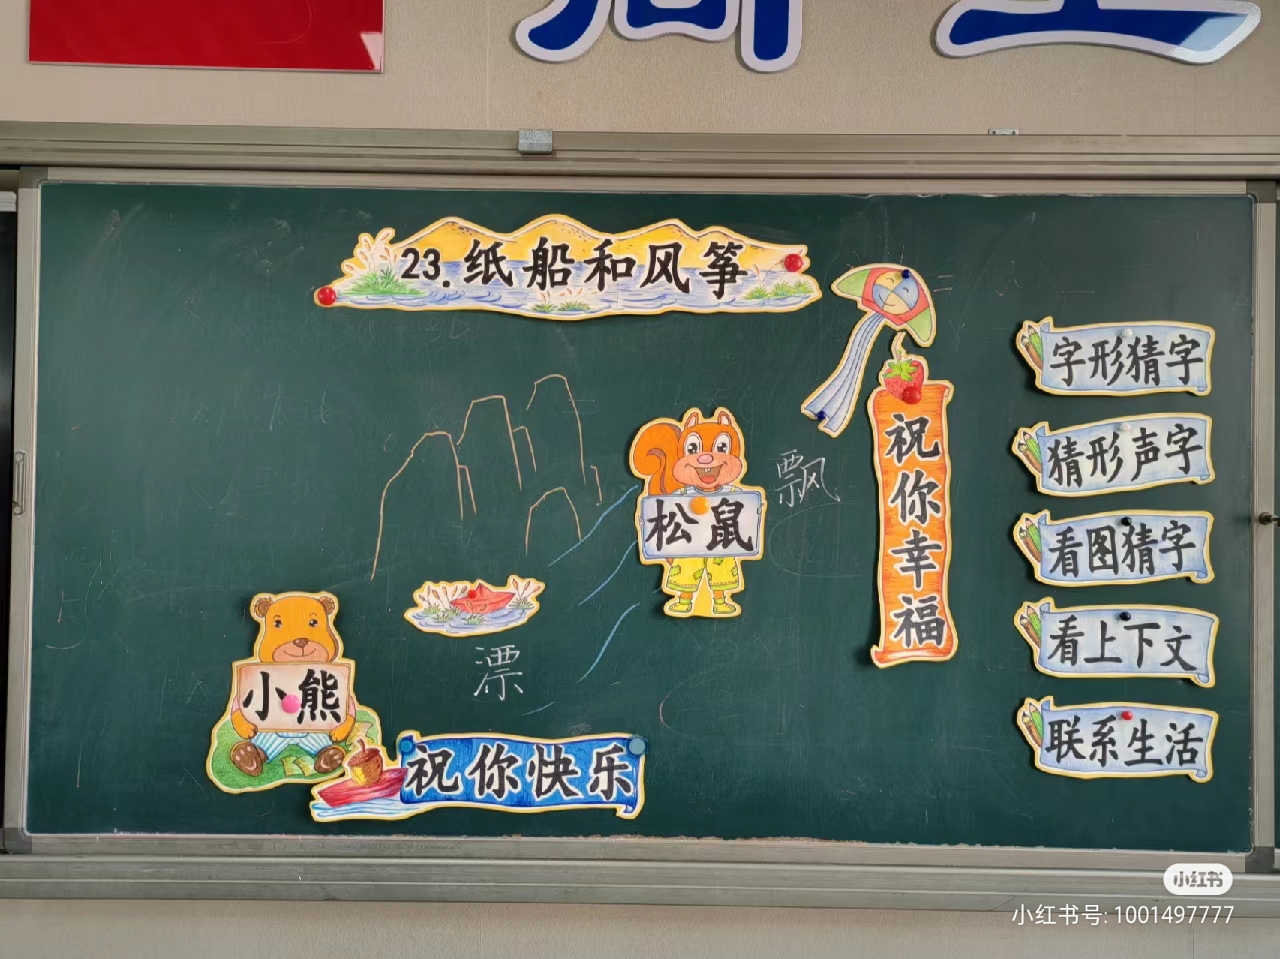 23.纸船和风筝
字形猜字
祝你幸福
猜形声字
飘
松鼠
看图猜字
看上下文
漂
小熊
联系生活
祝你快乐
小红书
小红书号: 1001497777